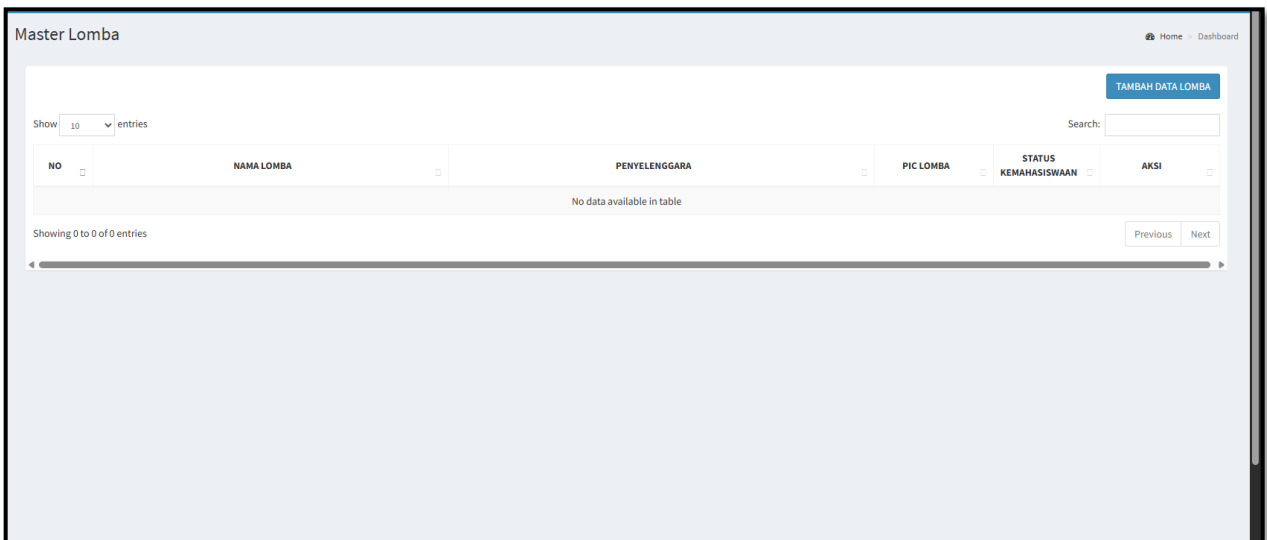 Master Lomba
Home > Dashboard
TAMBAH DATA LOMBA
Show 10 entries
Search:
NO
NAMA LOMBA
PENYELENGGARA
PIC LOMBA
STATUS
KEMAHASISWAAN
AKSI
No data available in table
Showing 0 to 0 of 0 entries
Previous Next